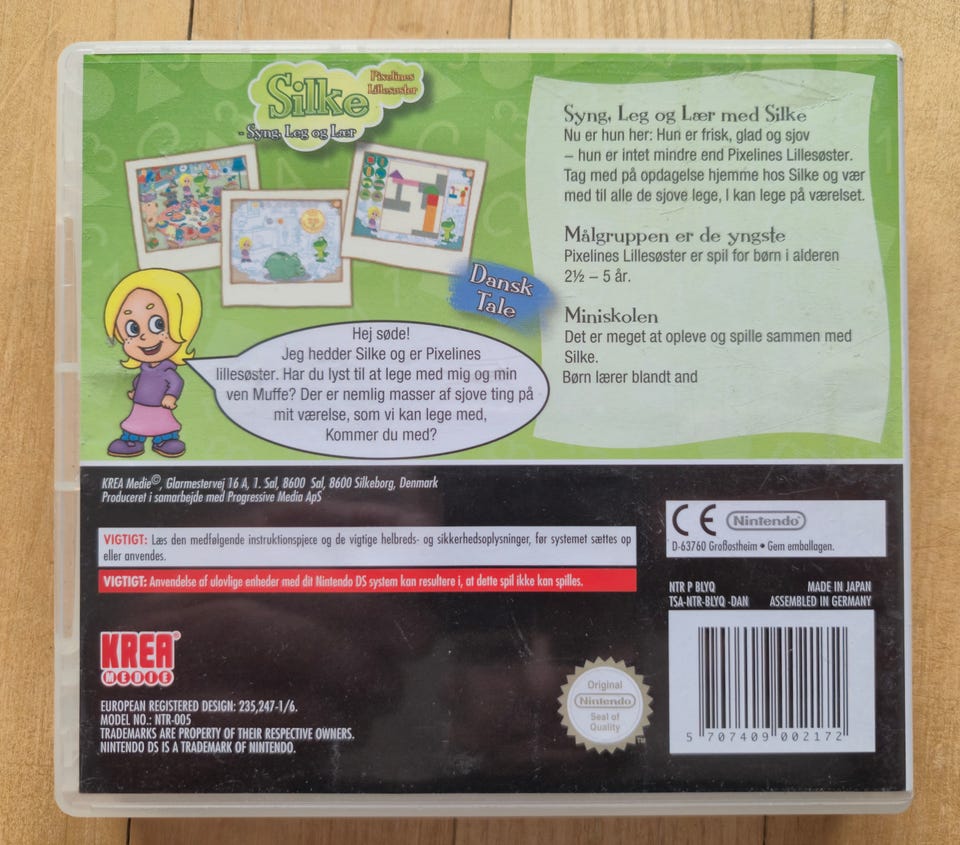 Silke
Pixelines
Lillesøster
- Syng, Leg og Lær
Dansk
Tale
Hej søde!
Jeg hedder Silke og er Pixelines
lillesøster. Har du lyst til at lege med mig og min
ven Muffe? Der er nemlig masser af sjove ting på
mit værelse, som vi kan lege med,
Kommer du med?
Syng, Leg og Lær med Silke
Nu er hun her: Hun er frisk, glad og sjov
– hun er intet mindre end Pixelines Lillesøster.
Tag med på opdagelse hjemme hos Silke og vær
med til alle de sjove lege, I kan lege på værelset.
Målgruppen er de yngste
Pixelines Lillesøster er spil for børn i alderen
2½ – 5 år.
Miniskolen
Det er meget at opleve og spille sammen med
Silke.
Børn lærer blandt and
KREA Medie©, Glarmestervej 16 A, 1. Sal, 8600 Sal, 8600 Silkeborg, Denmark
Produceret i samarbejde med Progressive Media ApS
VIGTIGT: Læs den medfølgende instruktionspjece og de vigtige helbreds- og sikkerhedsoplysninger, før systemet sættes op
eller anvendes.
VIGTIGT: Anvendelse af ulovlige enheder med dit Nintendo DS system kan resultere i, at dette spil ikke kan spilles.
CE Nintendo®
D-63760 Großostheim • Gem emballagen.
NTR P BLYQ MADE IN JAPAN
TSA-NTR-BLYQ -DAN ASSEMBLED IN GERMANY
KREA®
MEDIE
EUROPEAN REGISTERED DESIGN: 235,247-1/6.
MODEL NO.: NTR-005
TRADEMARKS ARE PROPERTY OF THEIR RESPECTIVE OWNERS.
NINTENDO DS IS A TRADEMARK OF NINTENDO.
Original
Nintendo®
Seal of
Quality
TM
5 707409 002172